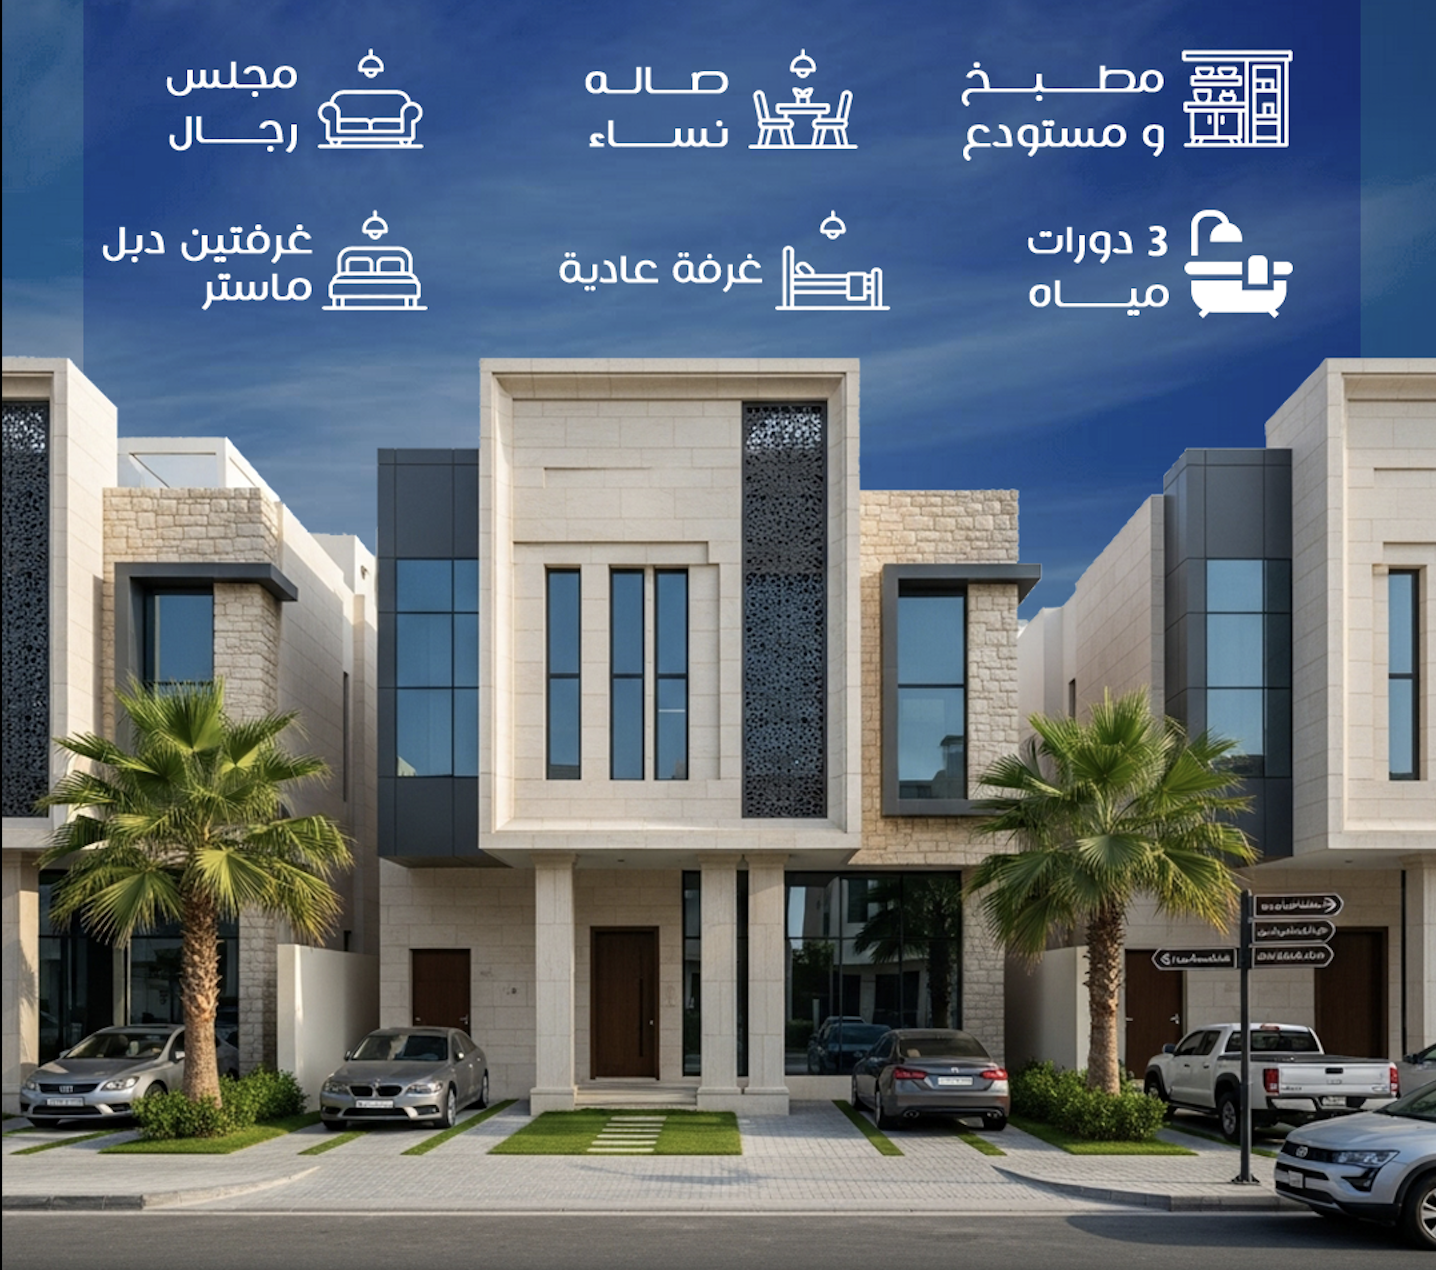 مطبخ
و مستودع
صاله
نساء
مجلس
رجال
3 دورات
مياه
غرفة عادية
غرفتين دبل
ماستر